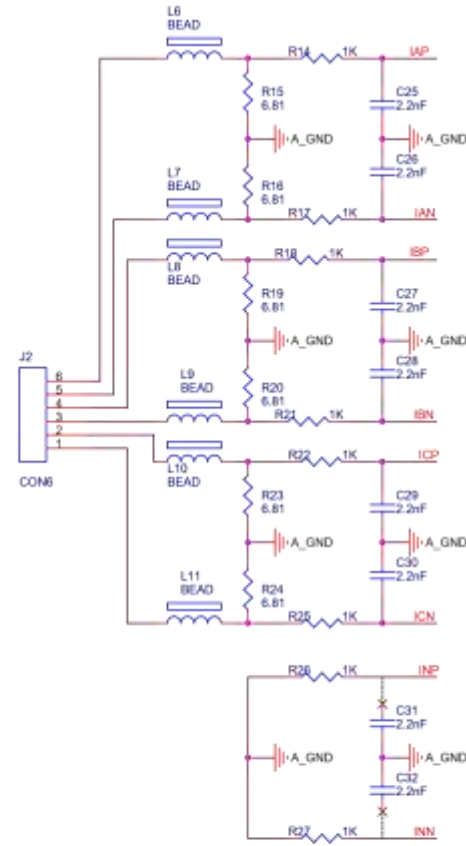 L6
BEAD
R14 1K IAP
R15
6.81
C25
2.2nF
A_GND A_GND
R16
6.81
C26
2.2nF
L7
BEAD
R17 1K IAN
L8
BEAD
R18 1K IBP
R19
6.81
C27
2.2nF
A_GND A_GND
R20
6.81
C28
2.2nF
L9
BEAD
R21 1K IBN
J2
6
5
4
3
2
1
CON6
L10
BEAD
R22 1K ICP
R23
6.81
C29
2.2nF
A_GND A_GND
R24
6.81
C30
2.2nF
L11
BEAD
R25 1K ICN
R26 1K INP
C31
2.2nF
A_GND A_GND
C32
2.2nF
R27 1K INN